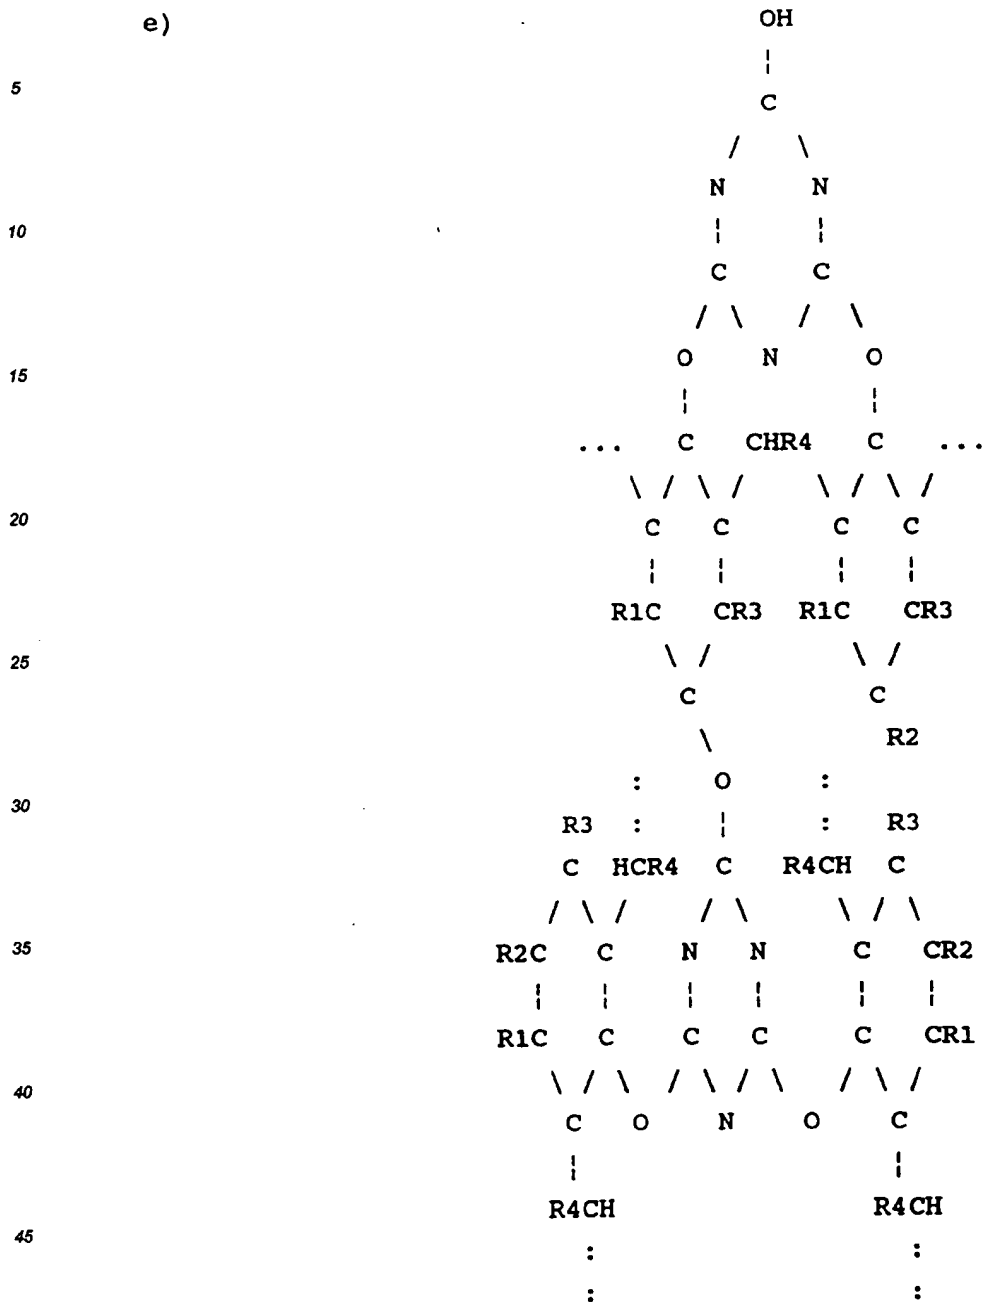 e)
OH
5
C
N N
10
C C
O N O
15
... C CHR4 C ...
20
C C C C
R1C CR3 R1C CR3
25
C C
R2
: O :
30
R3 : : R3
C HCR4 C R4CH C
35
R2C C N N C CR2
R1C C C C C CR1
40
C O N O C
R4CH R4CH
45
: :
: :